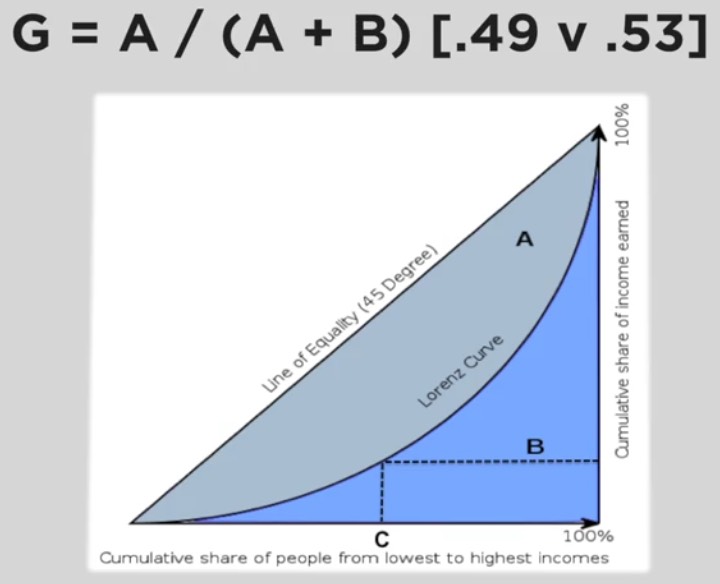 G = A / (A + B) [.49 v .53]
100%
Cumulative share of income earned
A
Line of Equality (45 Degree)
Lorenz Curve
B
C
100%
Cumulative share of people from lowest to highest incomes